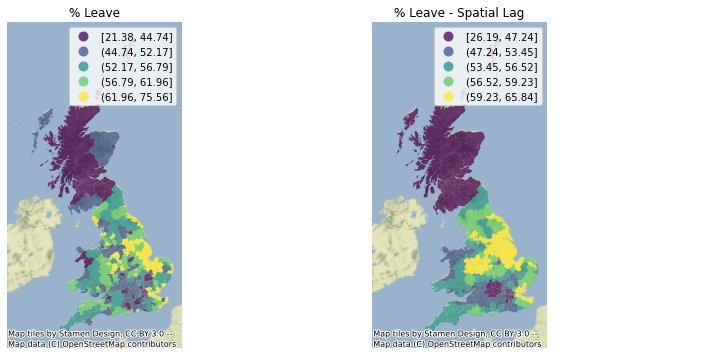 % Leave
[21.38, 44.74]
(44.74, 52.17]
(52.17, 56.79]
(56.79, 61.96]
(61.96, 75.56]
Map tiles by Stamen Design, CC BY 3.0 --
Map data (C) OpenStreetMap contributors
% Leave - Spatial Lag
[26.19, 47.24]
(47.24, 53.45]
(53.45, 56.52]
(56.52, 59.23]
(59.23, 65.84]
Map tiles by Stamen Design, CC BY 3.0 --
Map data (C) OpenStreetMap contributors